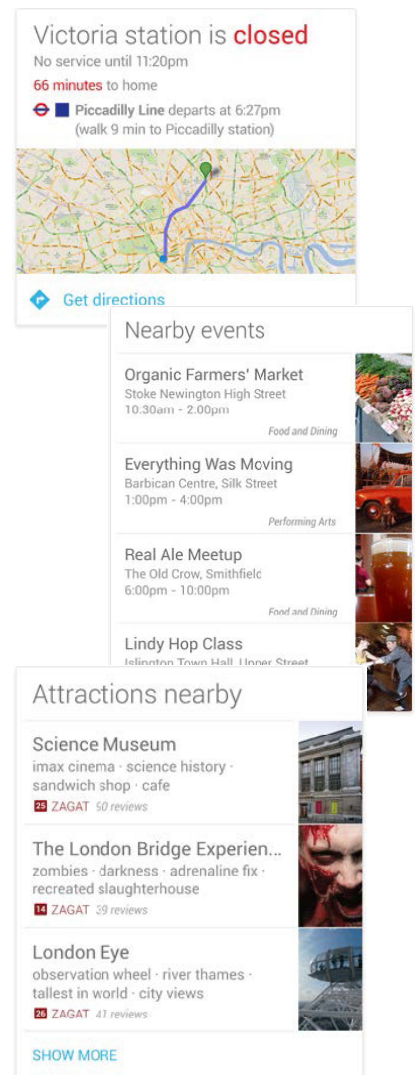 Victoria station is closed
No service until 11:20pm
66 minutes to home
Piccadilly Line departs at 6:27pm
(walk 9 min to Piccadilly station)
Get directions
Nearby events
Organic Farmers' Market
Stoke Newington High Street
10:30am - 2:00pm
Food and Dining
Everything Was Moving
Barbican Centre, Silk Street
1:00pm - 4:00pm
Performing Arts
Real Ale Meetup
The Old Crow, Smithfield
6:00pm - 10:00pm
Food and Dining
Lindy Hop Class
Islington Town Hall, Upper Street
Attractions nearby
Science Museum
imax cinema · science history ·
sandwich shop · cafe
25 ZAGAT 50 reviews
The London Bridge Experien...
zombies · darkness · adrenaline fix ·
recreated slaughterhouse
14 ZAGAT 39 reviews
London Eye
observation wheel · river thames ·
tallest in world · city views
26 ZAGAT 41 reviews
SHOW MORE